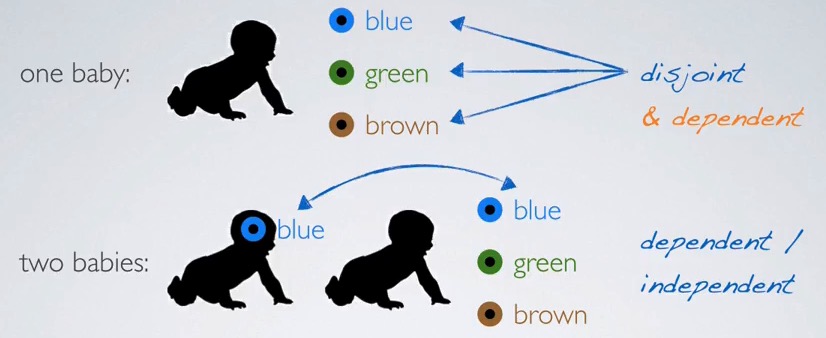 one baby:
blue
green
brown
disjoint
& dependent
two babies:
blue
blue
green
brown
dependent /
independent